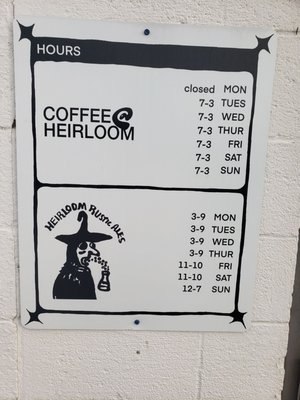 HOURS
COFFEE@
HEIRLOOM
closed MON
7-3 TUES
7-3 WED
7-3 THUR
7-3 FRI
7-3 SAT
7-3 SUN
HEIRLOOM RUSTIC ALES
3-9 MON
3-9 TUES
3-9 WED
3-9 THUR
11-10 FRI
11-10 SAT
12-7 SUN